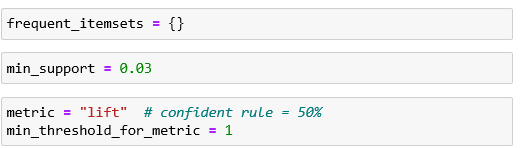 frequent_itemsets = {}
min_support = 0.03
metric = "lift"  # confident rule = 50%
min_threshold_for_metric = 1